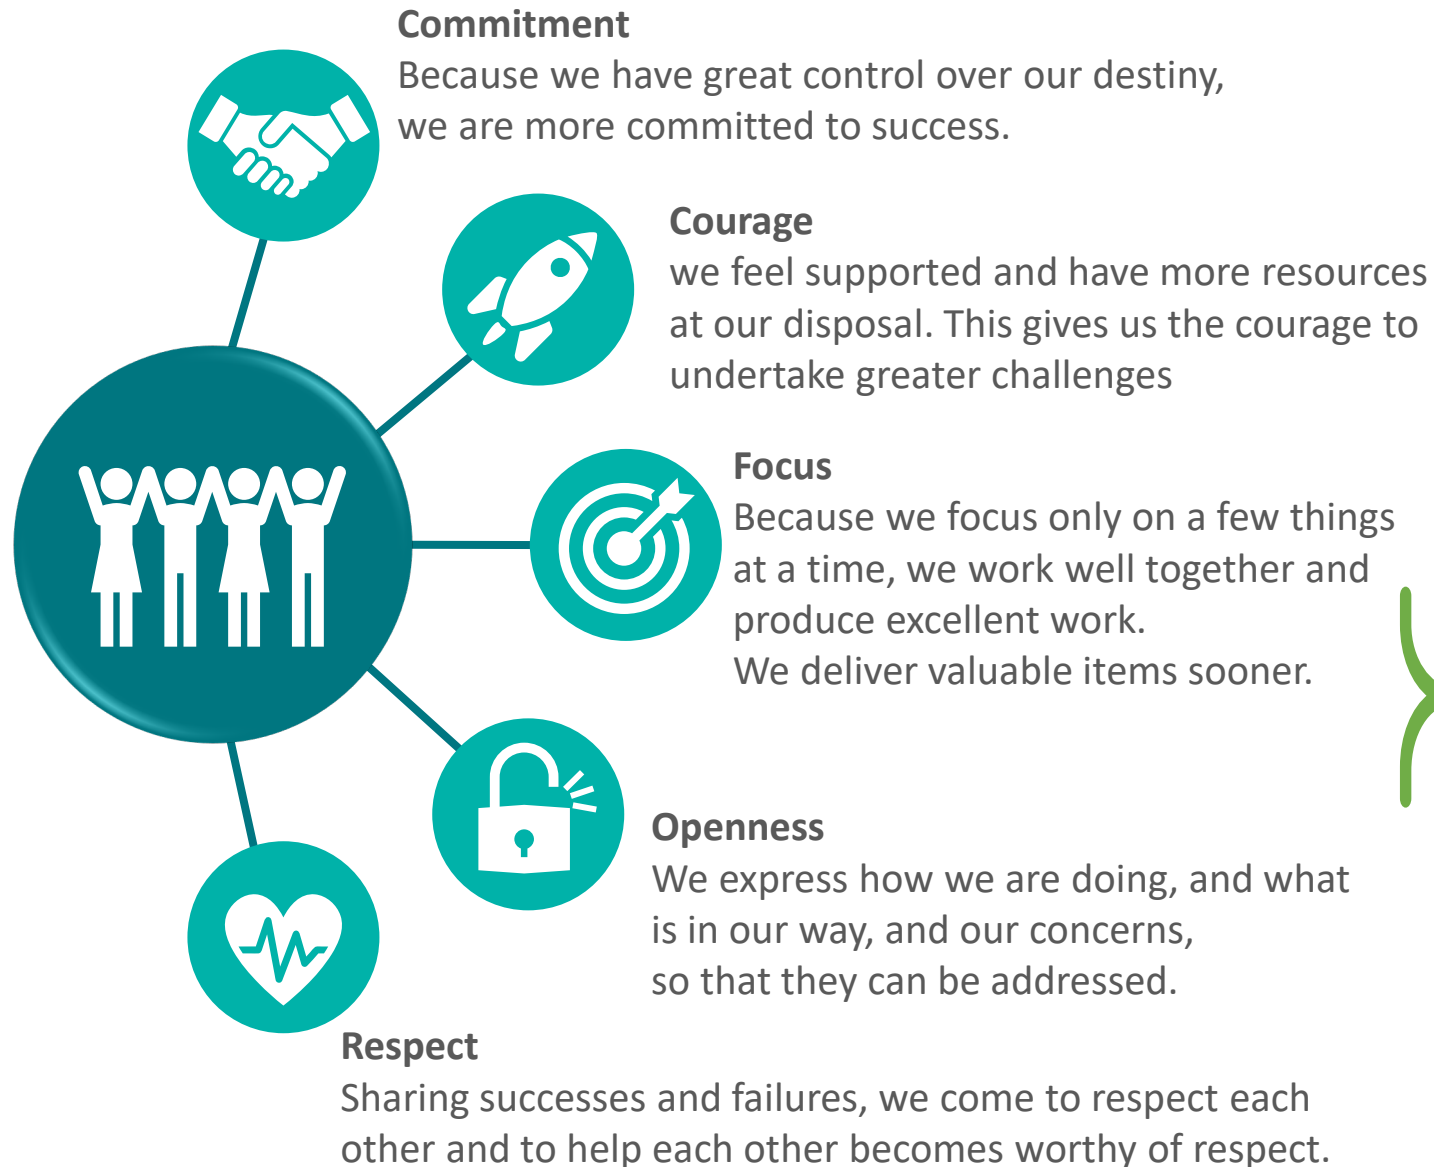 Commitment
Because we have great control over our destiny,
we are more committed to success.
Courage
we feel supported and have more resources
at our disposal. This gives us the courage to
undertake greater challenges
Focus
Because we focus only on a few things
at a time, we work well together and
produce excellent work.
We deliver valuable items sooner.
Openness
We express how we are doing, and what
is in our way, and our concerns,
so that they can be addressed.
Respect
Sharing successes and failures, we come to respect each
other and to help each other becomes worthy of respect.